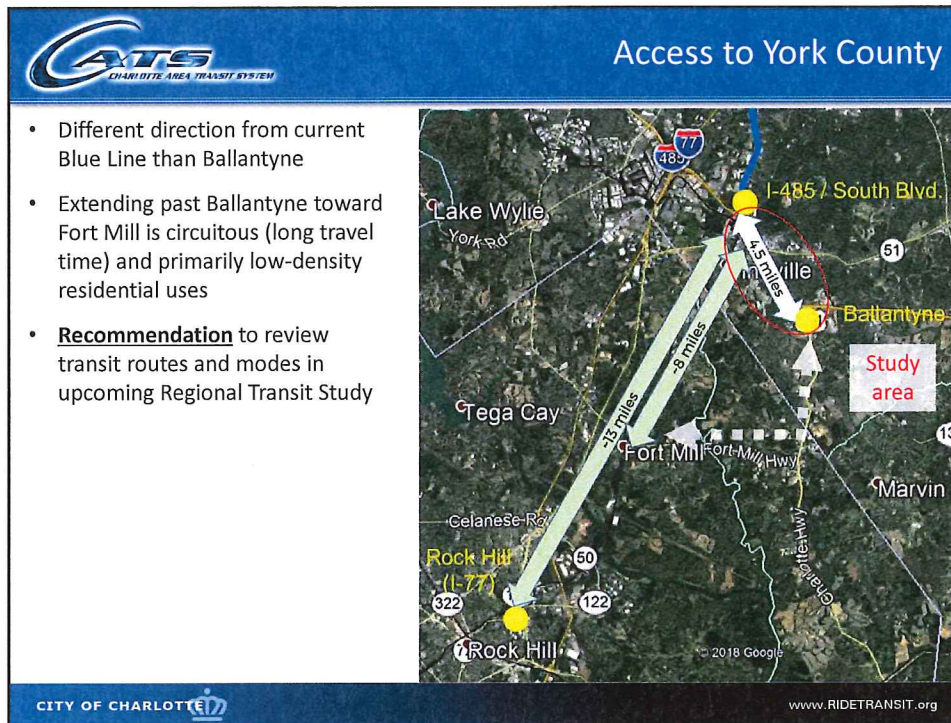 CATS
CHARLOTTE AREA TRANSIT SYSTEM
Access to York County
• Different direction from current
Blue Line than Ballantyne
• Extending past Ballantyne toward
Fort Mill is circuitous (long travel
time) and primarily low-density
residential uses
• Recommendation to review
transit routes and modes in
upcoming Regional Transit Study
77
485
I-485 / South Blvd.
Lake Wylie
York Rd
51
4.5 miles
Ballantyne
Study
area
~8 miles
~13 miles
Tega Cay
Fort Mill
Fort Mill Hwy
13
Marvin
Celanese Rd
Charlotte Hwy
Rock Hill
(I-77)
50
322
122
Rock Hill
© 2018 Google
CITY OF CHARLOTTE
www.RIDETRANSIT.org